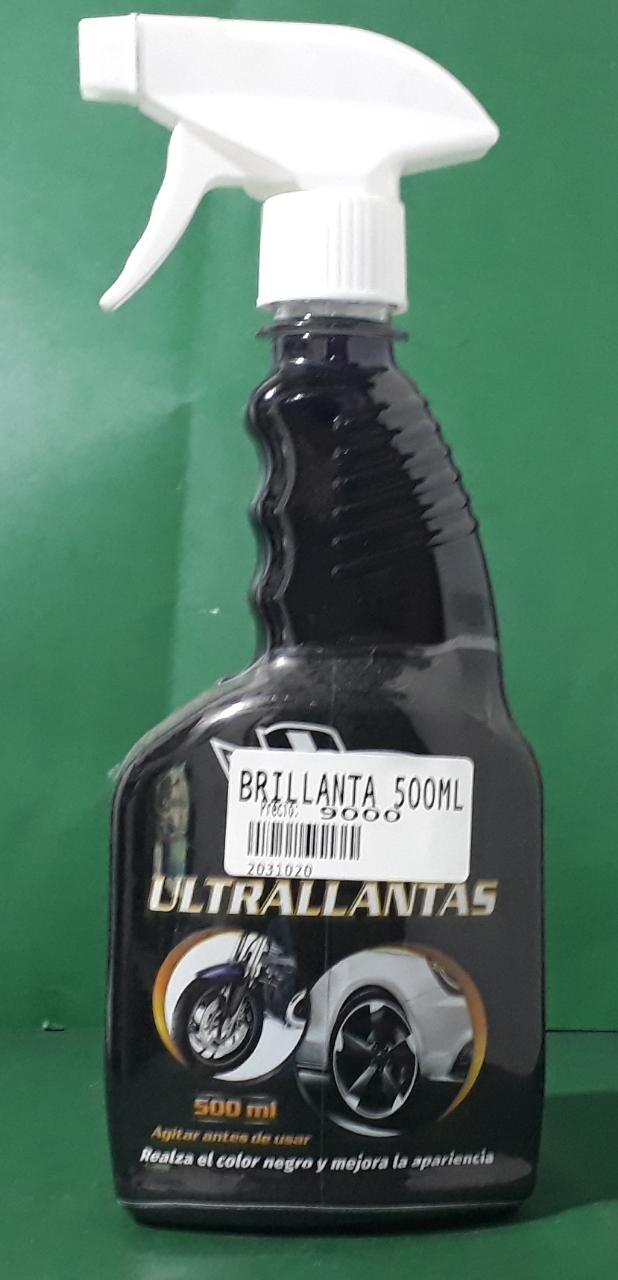 BRILLANTA 500ML
Precio: 9000
2031020
ULTRALLANTAS
500 ml
Agitar antes de usar
Realza el color negro y mejora la apariencia